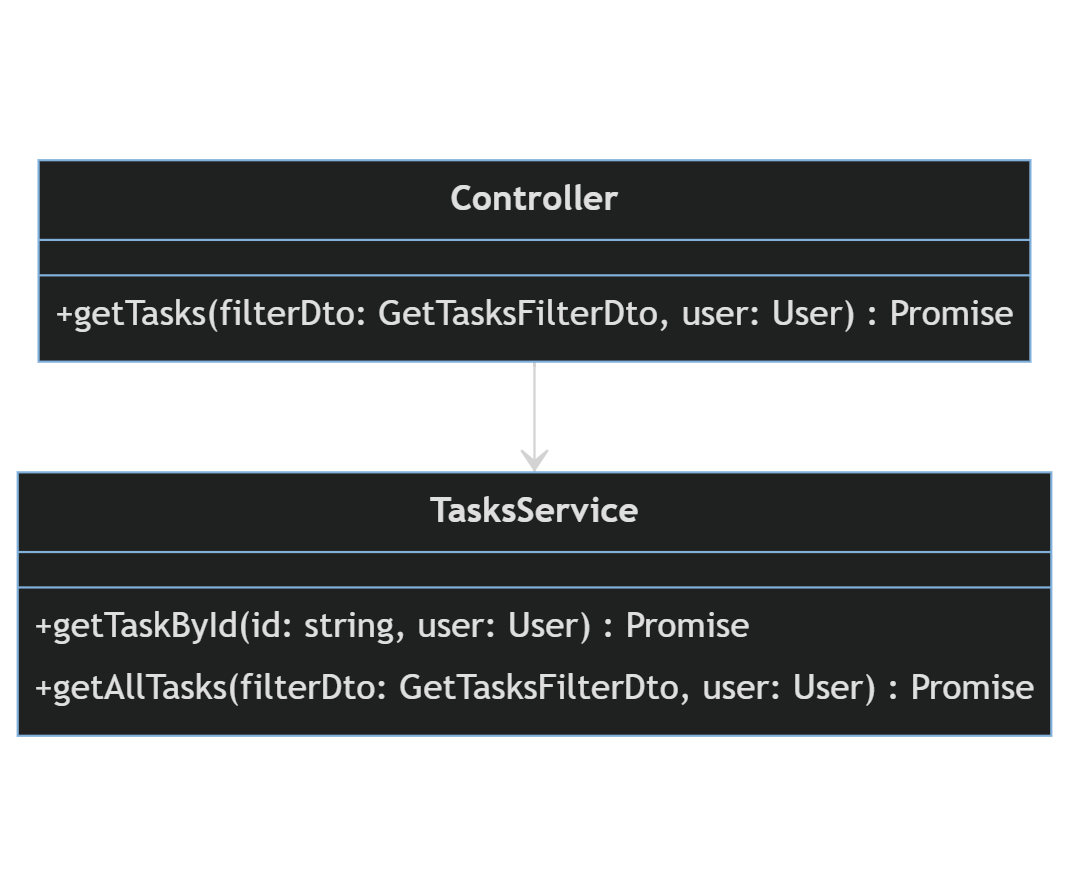 Controller
+getTasks(filterDto: GetTasksFilterDto, user: User) : Promise
TasksService
+getTaskById(id: string, user: User) : Promise
+getAllTasks(filterDto: GetTasksFilterDto, user: User) : Promise